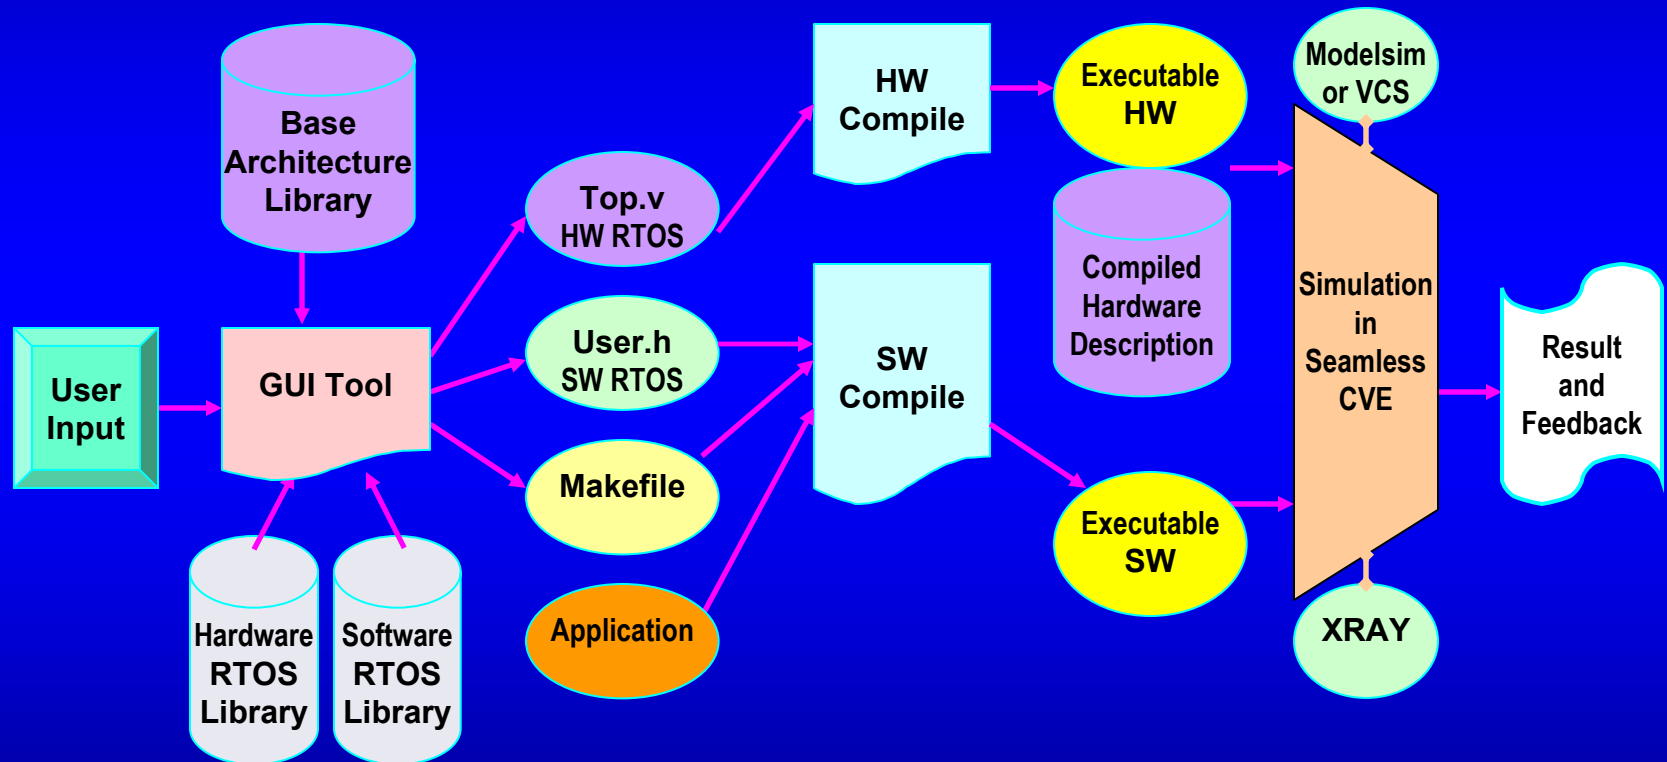 Base
Architecture
Library
User
Input
GUI Tool
Hardware
RTOS
Library
Software
RTOS
Library
Top.v
HW RTOS
User.h
SW RTOS
Makefile
Application
HW
Compile
SW
Compile
Executable
HW
Compiled
Hardware
Description
Executable
SW
Modelsim
or VCS
Simulation
in
Seamless
CVE
XRAY
Result
and
Feedback